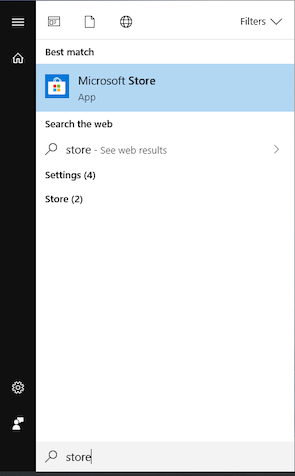 Filters
Best match
Microsoft Store
App
Search the web
store - See web results
Settings (4)
Store (2)
store